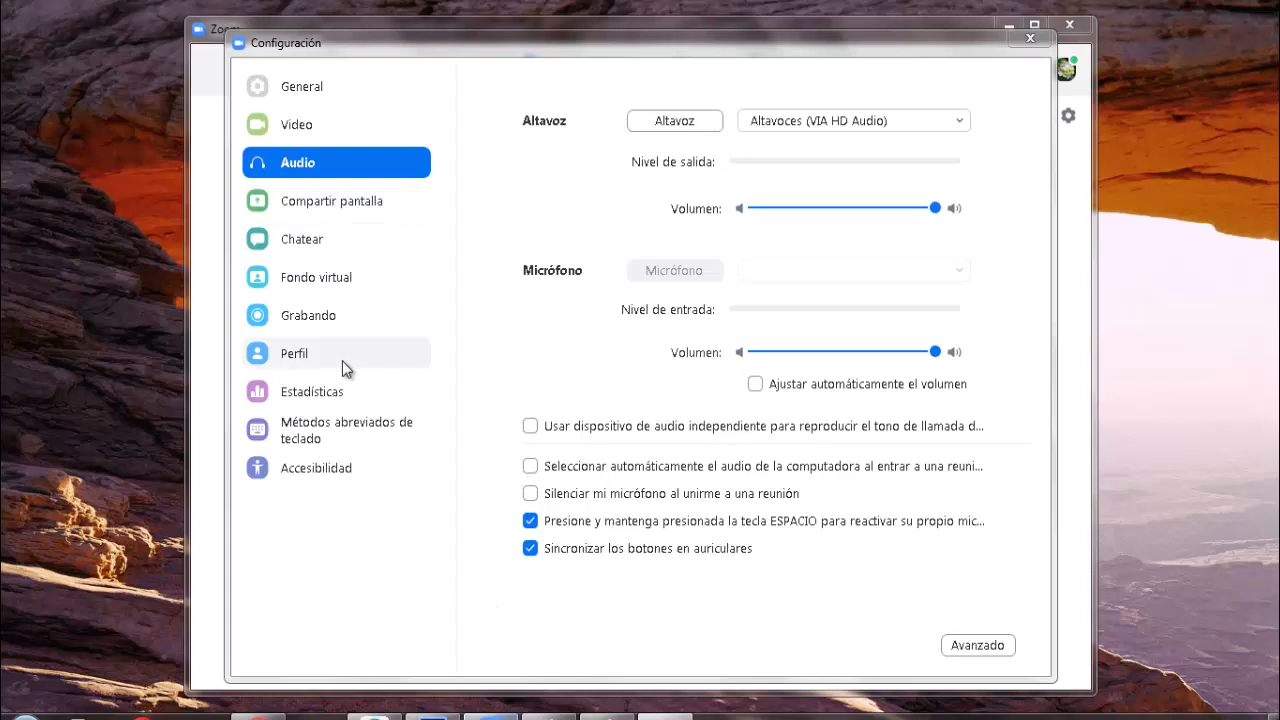 Zoom
Configuración
General
Video
Audio
Compartir pantalla
Chatear
Fondo virtual
Grabando
Perfil
Estadísticas
Métodos abreviados de
teclado
Accesibilidad
Altavoz
Altavoz
Altavoces (VIA HD Audio)
Nivel de salida:
Volumen:
Micrófono
Micrófono
Nivel de entrada:
Volumen:
Ajustar automáticamente el volumen
Usar dispositivo de audio independiente para reproducir el tono de llamada d...
Seleccionar automáticamente el audio de la computadora al entrar a una reuni...
Silenciar mi micrófono al unirme a una reunión
Presione y mantenga presionada la tecla ESPACIO para reactivar su propio mic...
Sincronizar los botones en auriculares
Avanzado